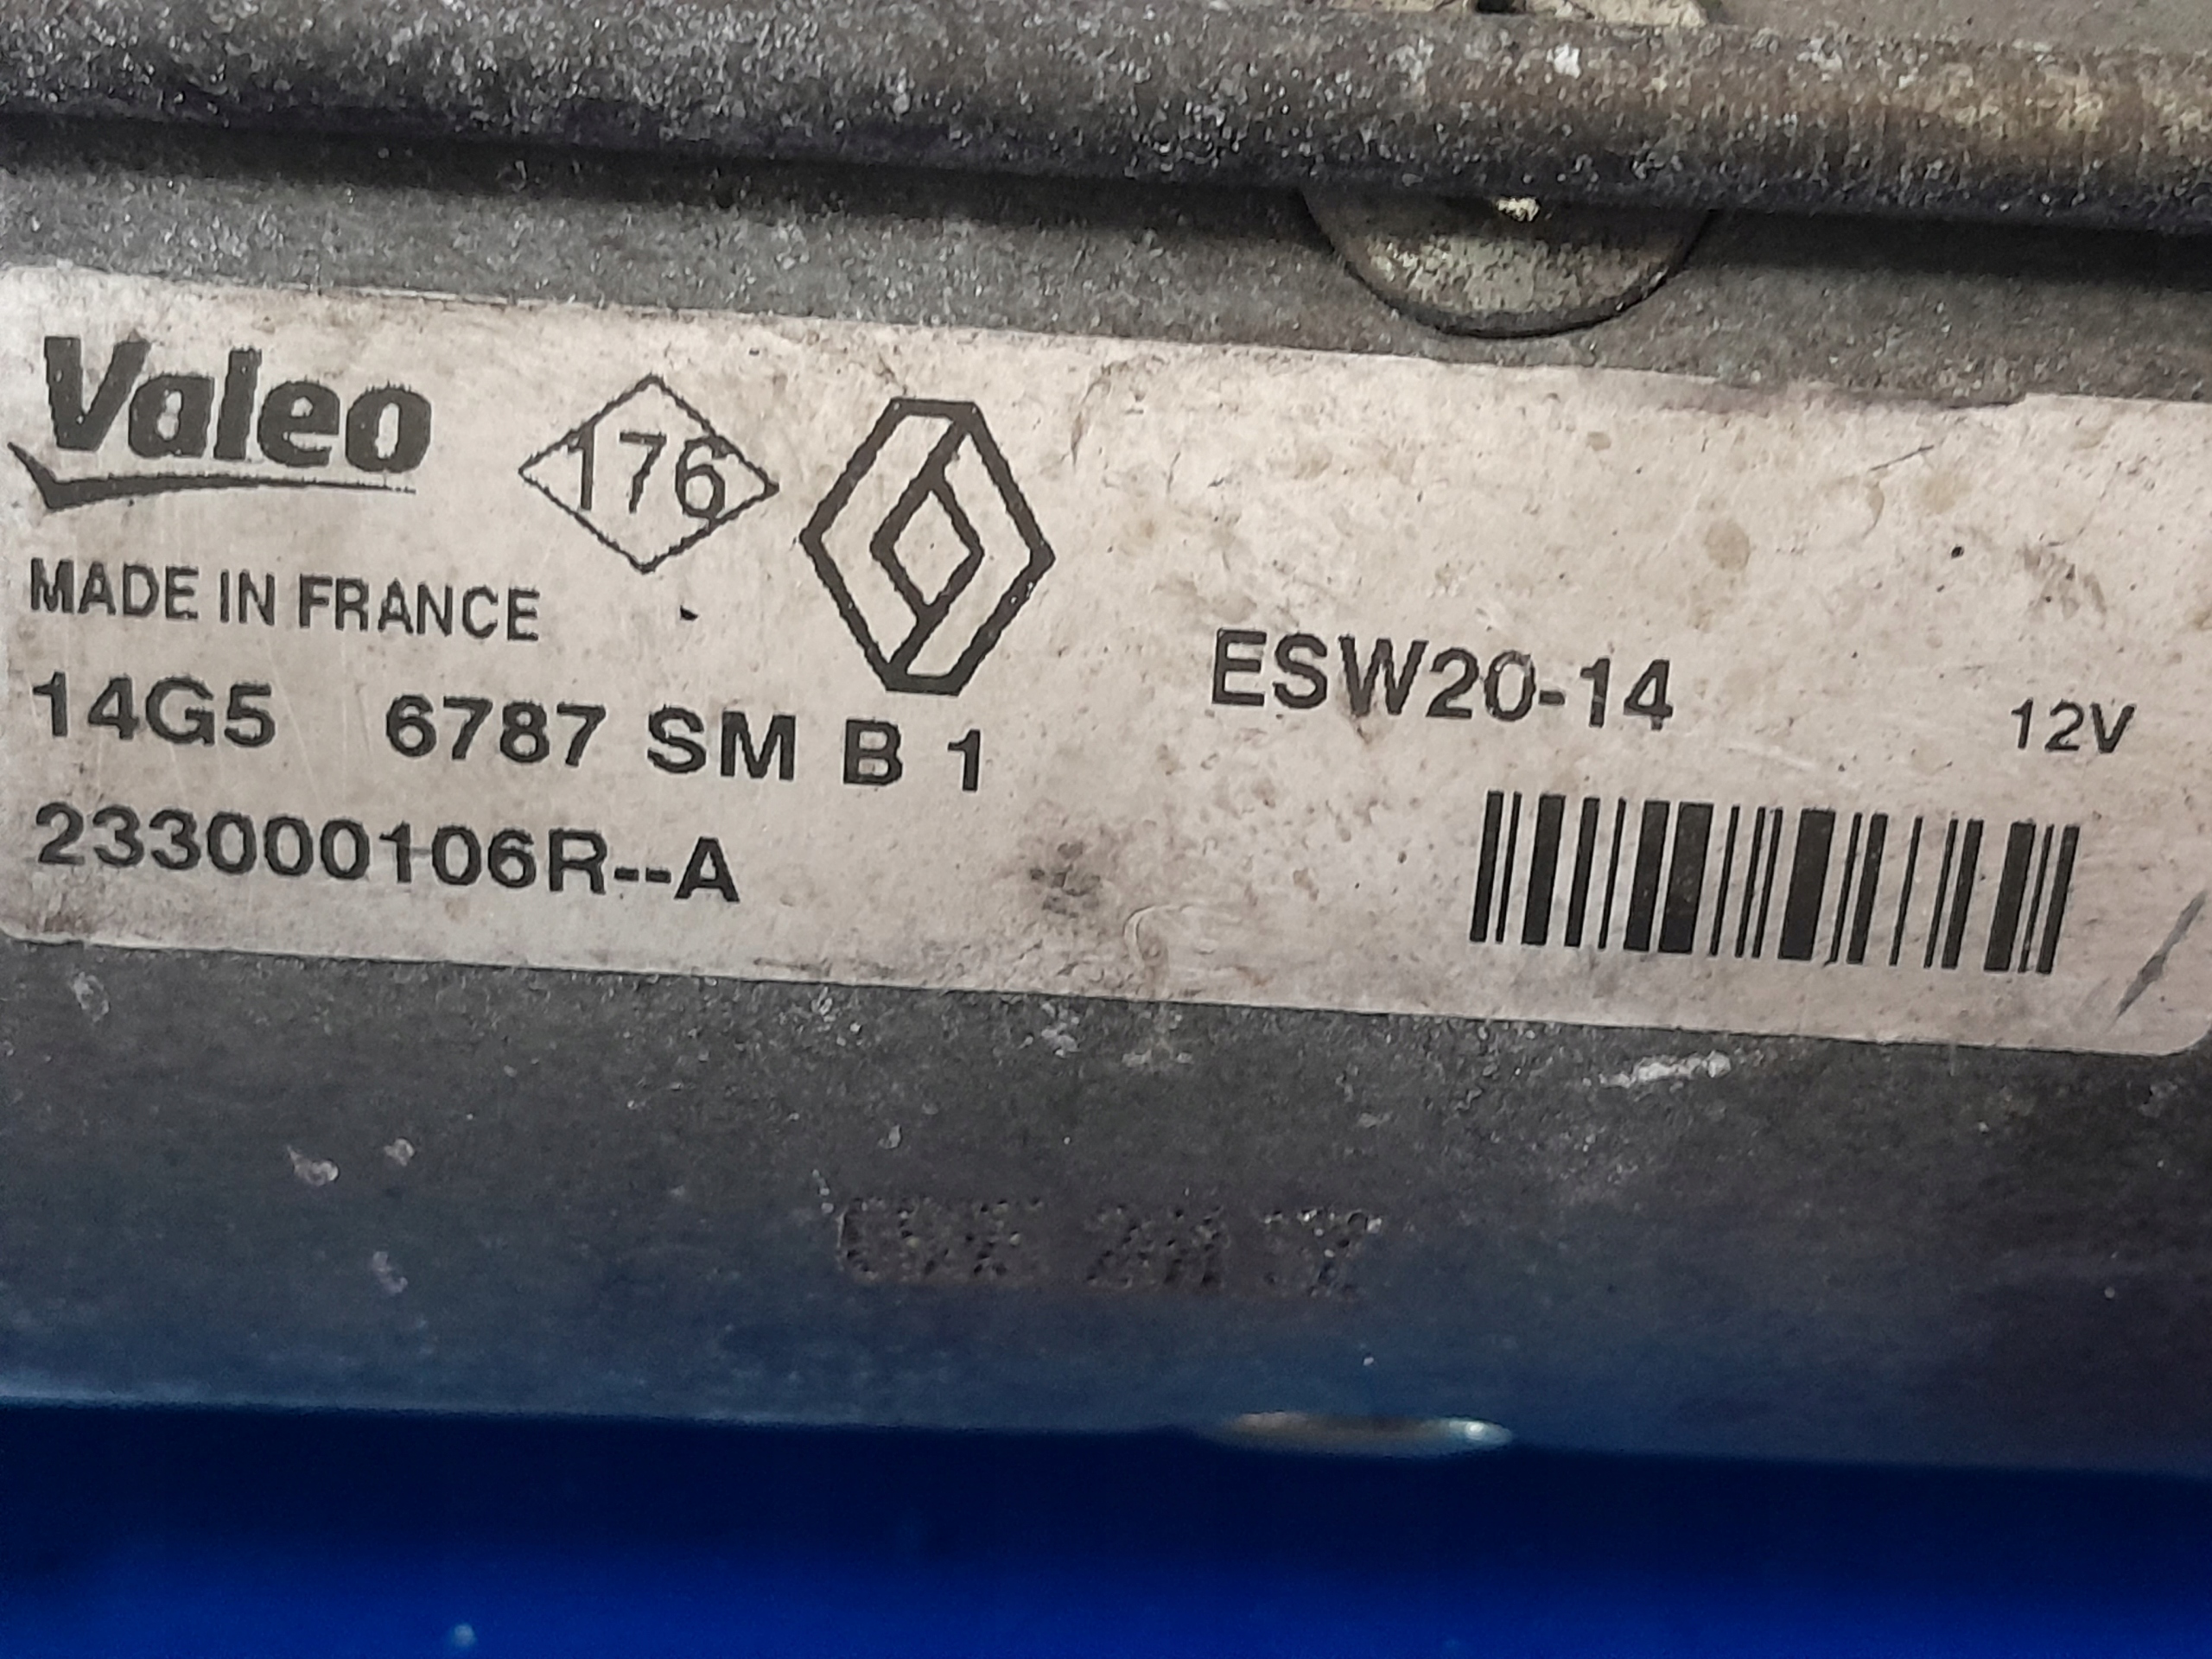 Valeo
176
MADE IN FRANCE
ESW20-14
12V
14G5 6787 SM B 1
233000106R--A